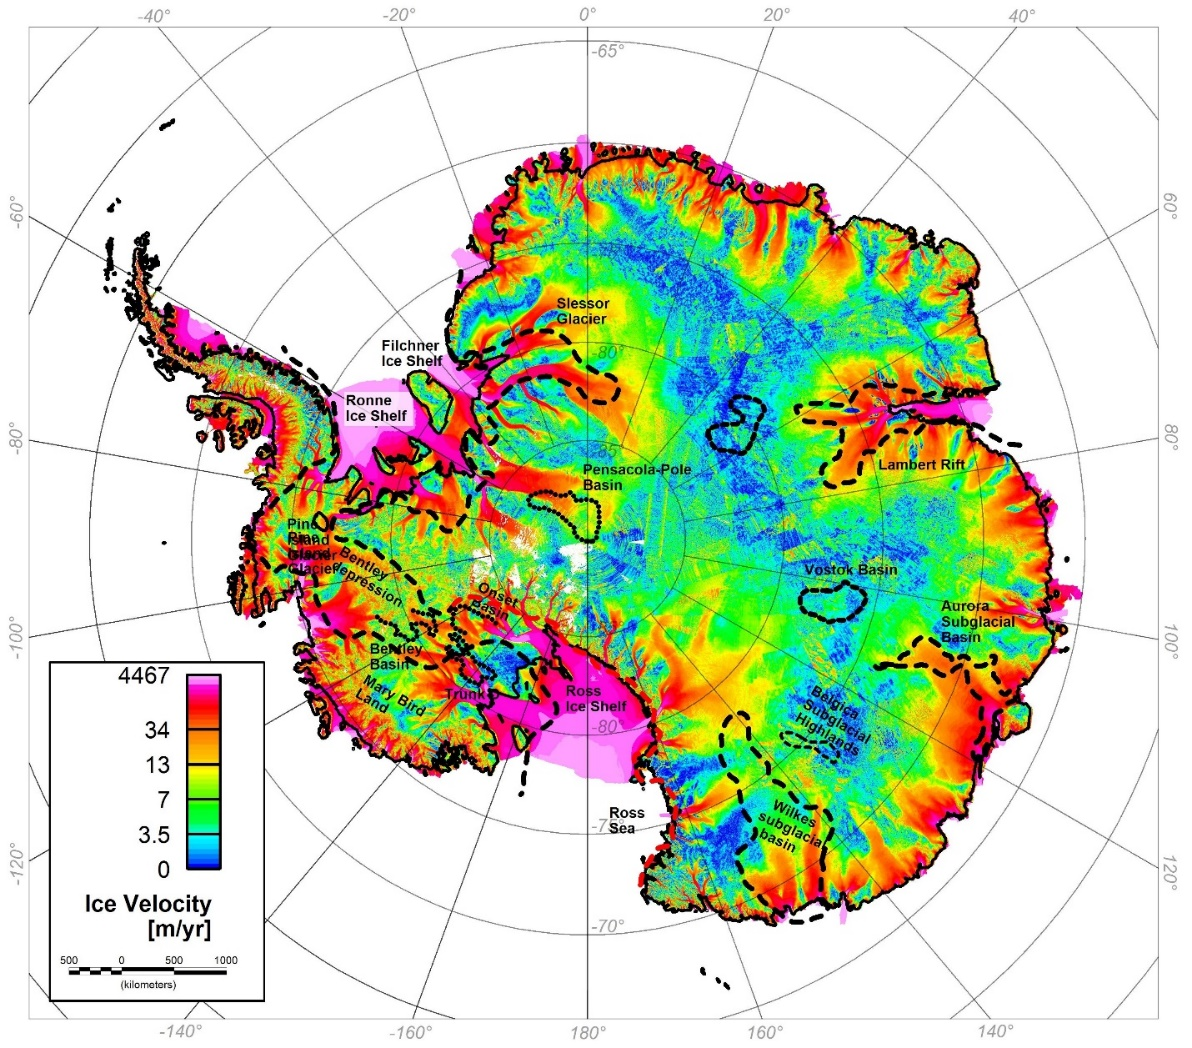 -40°
-20°
0°
20°
40°
-65°
-60°
60°
Slessor
Glacier
Filchner
Ice Shelf
-80°
Ronne
Ice Shelf
-80°
80°
Lambert Rift
Pensacola-Pole
Basin
Pine
Island
Glacier
Bentley
Depression
Vostok Basin
Onset
Basin
Aurora
Subglacial
Basin
-100°
100°
Bentley
Basin
Mary Bird
Land
Trunk
Ross
Ice Shelf
Belgica
Subglacial
Highlands
-80°
Ross
Sea
Wilkes
subglacial
basin
-75°
-120°
120°
-70°
4467
34
13
7
3.5
0
Ice Velocity
[m/yr]
500
0
500
1000
(kilometers)
-140°
-160°
180°
160°
140°